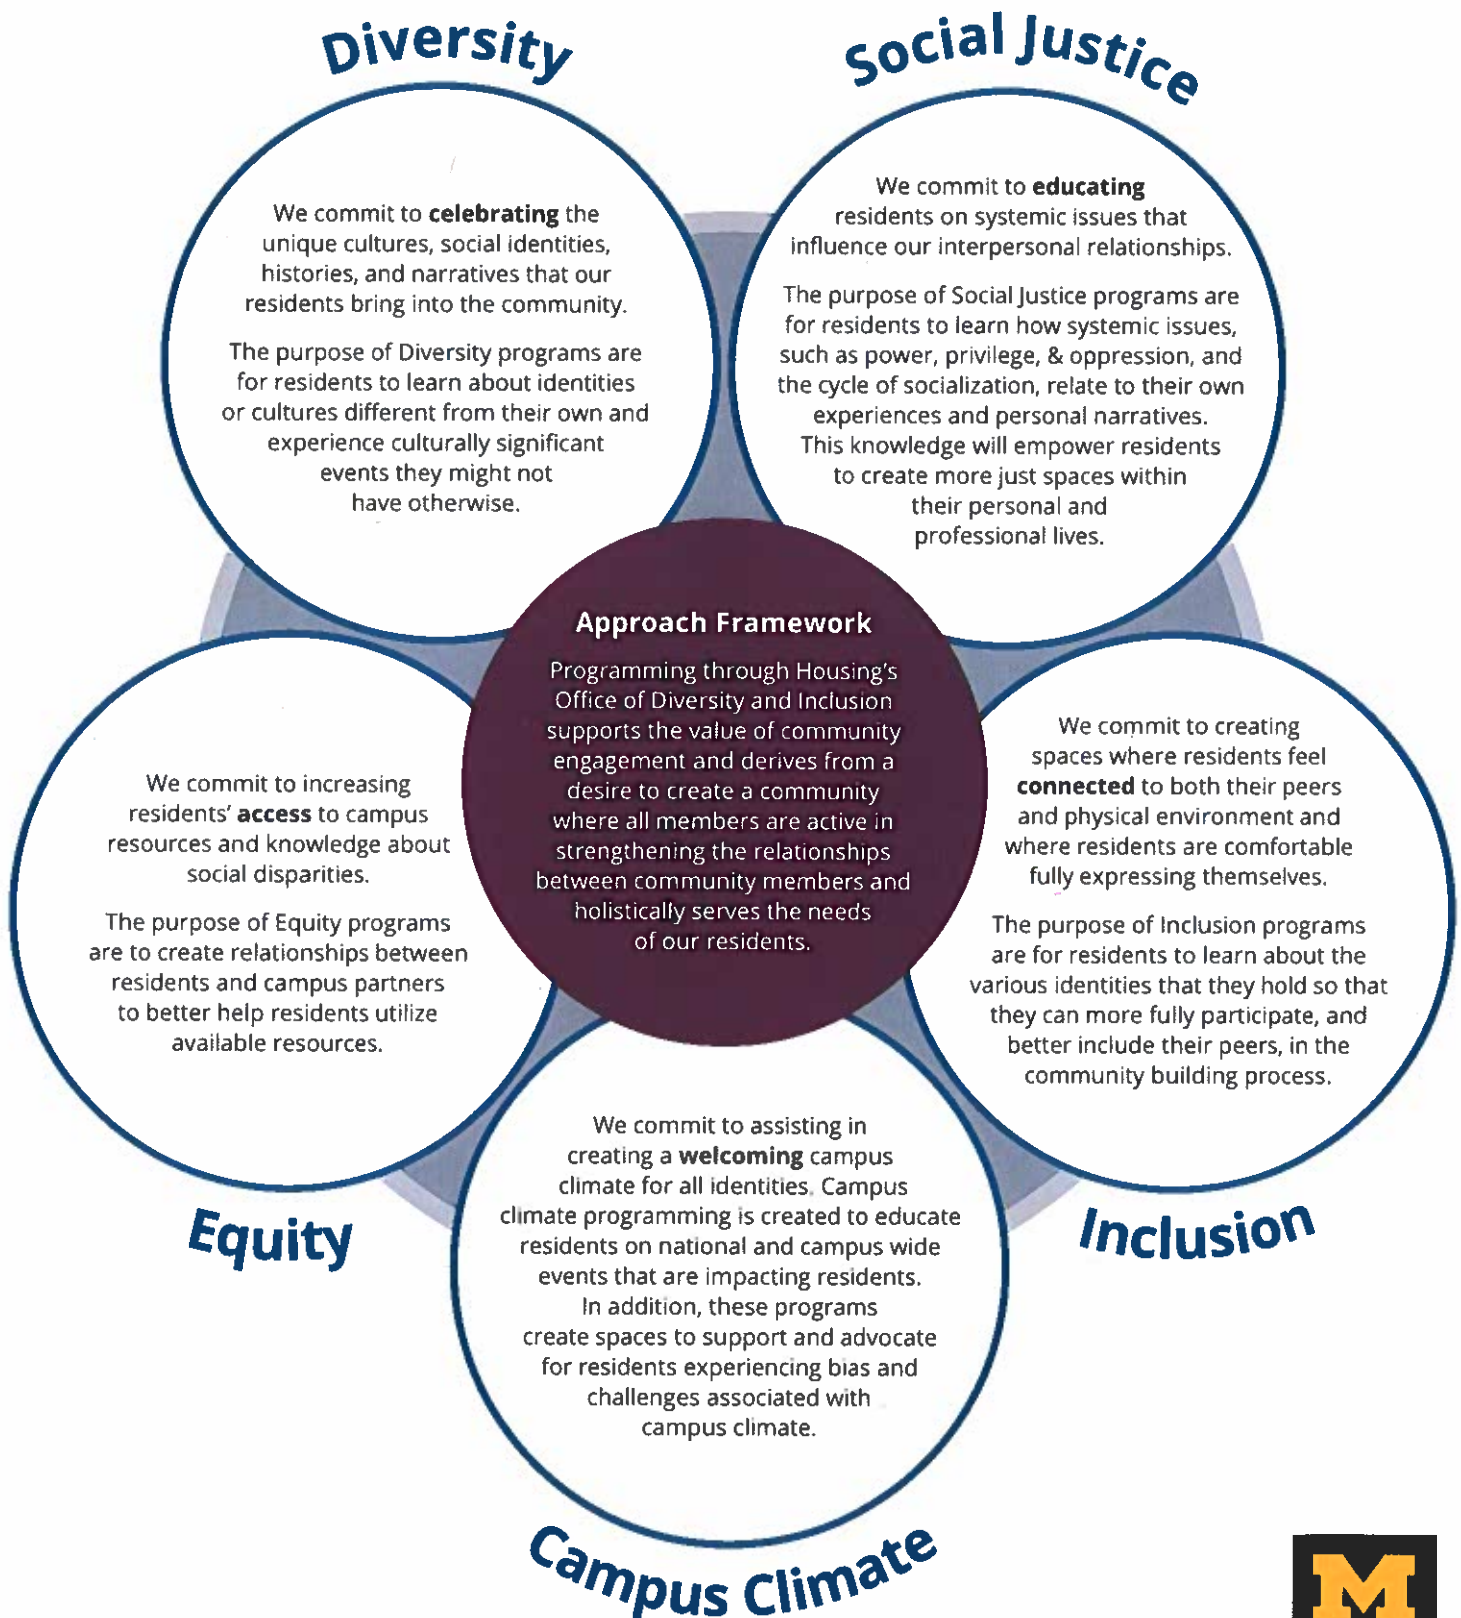 Diversity
We commit to celebrating the
unique cultures, social identities,
histories, and narratives that our
residents bring into the community.
The purpose of Diversity programs are
for residents to learn about identities
or cultures different from their own and
experience culturally significant
events they might not
have otherwise.
Social Justice
We commit to educating
residents on systemic issues that
influence our interpersonal relationships.
The purpose of Social Justice programs are
for residents to learn how systemic issues,
such as power, privilege, & oppression, and
the cycle of socialization, relate to their own
experiences and personal narratives.
This knowledge will empower residents
to create more just spaces within
their personal and
professional lives.
Approach Framework
Programming through Housing's
Office of Diversity and Inclusion
supports the value of community
engagement and derives from a
desire to create a community
where all members are active in
strengthening the relationships
between community members and
holistically serves the needs
of our residents.
We commit to increasing
residents' access to campus
resources and knowledge about
social disparities.
The purpose of Equity programs
are to create relationships between
residents and campus partners
to better help residents utilize
available resources.
Equity
We commit to creating
spaces where residents feel
connected to both their peers
and physical environment and
where residents are comfortable
fully expressing themselves.
The purpose of Inclusion programs
are for residents to learn about the
various identities that they hold so that
they can more fully participate, and
better include their peers, in the
community building process.
Inclusion
We commit to assisting in
creating a welcoming campus
climate for all identities. Campus
climate programming is created to educate
residents on national and campus wide
events that are impacting residents.
In addition, these programs
create spaces to support and advocate
for residents experiencing bias and
challenges associated with
campus climate.
Campus Climate
M